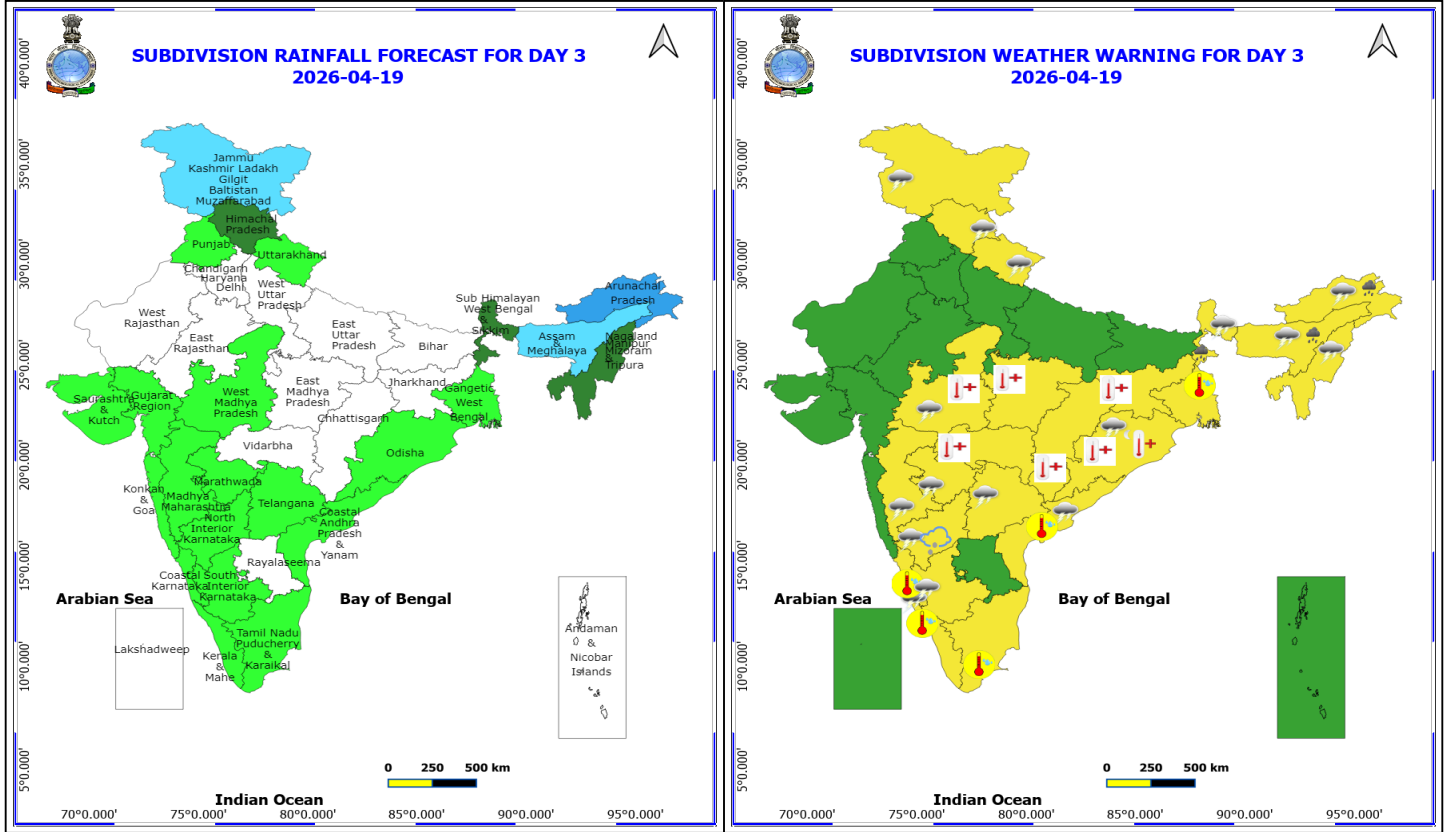 SUBDIVISION RAINFALL FORECAST FOR DAY 3
2026-04-19
40°0.000'
35°0.000'
30°0.000'
25°0.000'
20°0.000'
15°0.000'
10°0.000'
5°0.000'
Jammu
Kashmir Ladakh
Gilgit
Baltistan
Muzaffarabad
Himachal
Pradesh
Punjab
Uttarakhand
Chandigarh
Haryana
Delhi
West
Uttar
Pradesh
West
Rajasthan
East
Rajasthan
East
Uttar
Pradesh
Bihar
Sub Himalayan
West Bengal
&
Sikkim
Arunachal
Pradesh
Assam
&
Meghalaya
Nagaland
Manipur
Mizoram
&
Tripura
Saurashtra
&
Kutch
Gujarat
Region
West
Madhya
Pradesh
East
Madhya
Pradesh
Jharkhand
Gangetic
West
Bengal
Chhattisgarh
Vidarbha
Odisha
Konkan
&
Goa
Marathwada
Madhya
Maharashtra
Telangana
North
Interior
Karnataka
Coastal
Andhra
Pradesh
&
Yanam
Rayalaseema
Coastal
Karnataka
South
Interior
Karnataka
Tamil Nadu
Puducherry
&
Karaikal
Kerala
&
Mahe
Lakshadweep
Andaman
&
Nicobar
Islands
Arabian Sea
Bay of Bengal
0 250 500 km
Indian Ocean
70°0.000' 75°0.000' 80°0.000' 85°0.000' 90°0.000' 95°0.000'
SUBDIVISION WEATHER WARNING FOR DAY 3
2026-04-19
40°0.000'
35°0.000'
30°0.000'
25°0.000'
20°0.000'
15°0.000'
10°0.000'
5°0.000'
Arabian Sea
Bay of Bengal
0 250 500 km
Indian Ocean
70°0.000' 75°0.000' 80°0.000' 85°0.000' 90°0.000' 95°0.000'